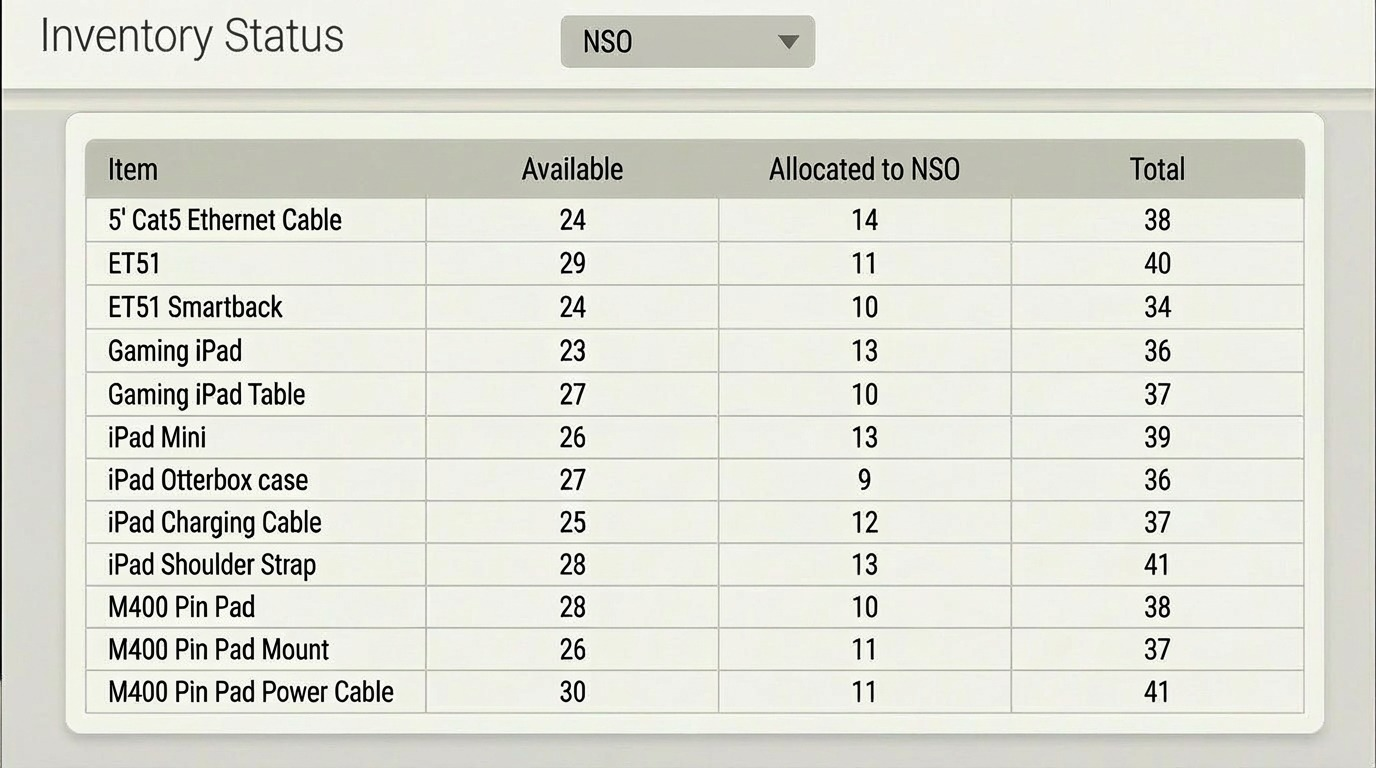 Inventory Status
NSO
Item Available Allocated to NSO Total
5' Cat5 Ethernet Cable 24 14 38
ET51 29 11 40
ET51 Smartback 24 10 34
Gaming iPad 23 13 36
Gaming iPad Table 27 10 37
iPad Mini 26 13 39
iPad Otterbox case 27 9 36
iPad Charging Cable 25 12 37
iPad Shoulder Strap 28 13 41
M400 Pin Pad 28 10 38
M400 Pin Pad Mount 26 11 37
M400 Pin Pad Power Cable 30 11 41